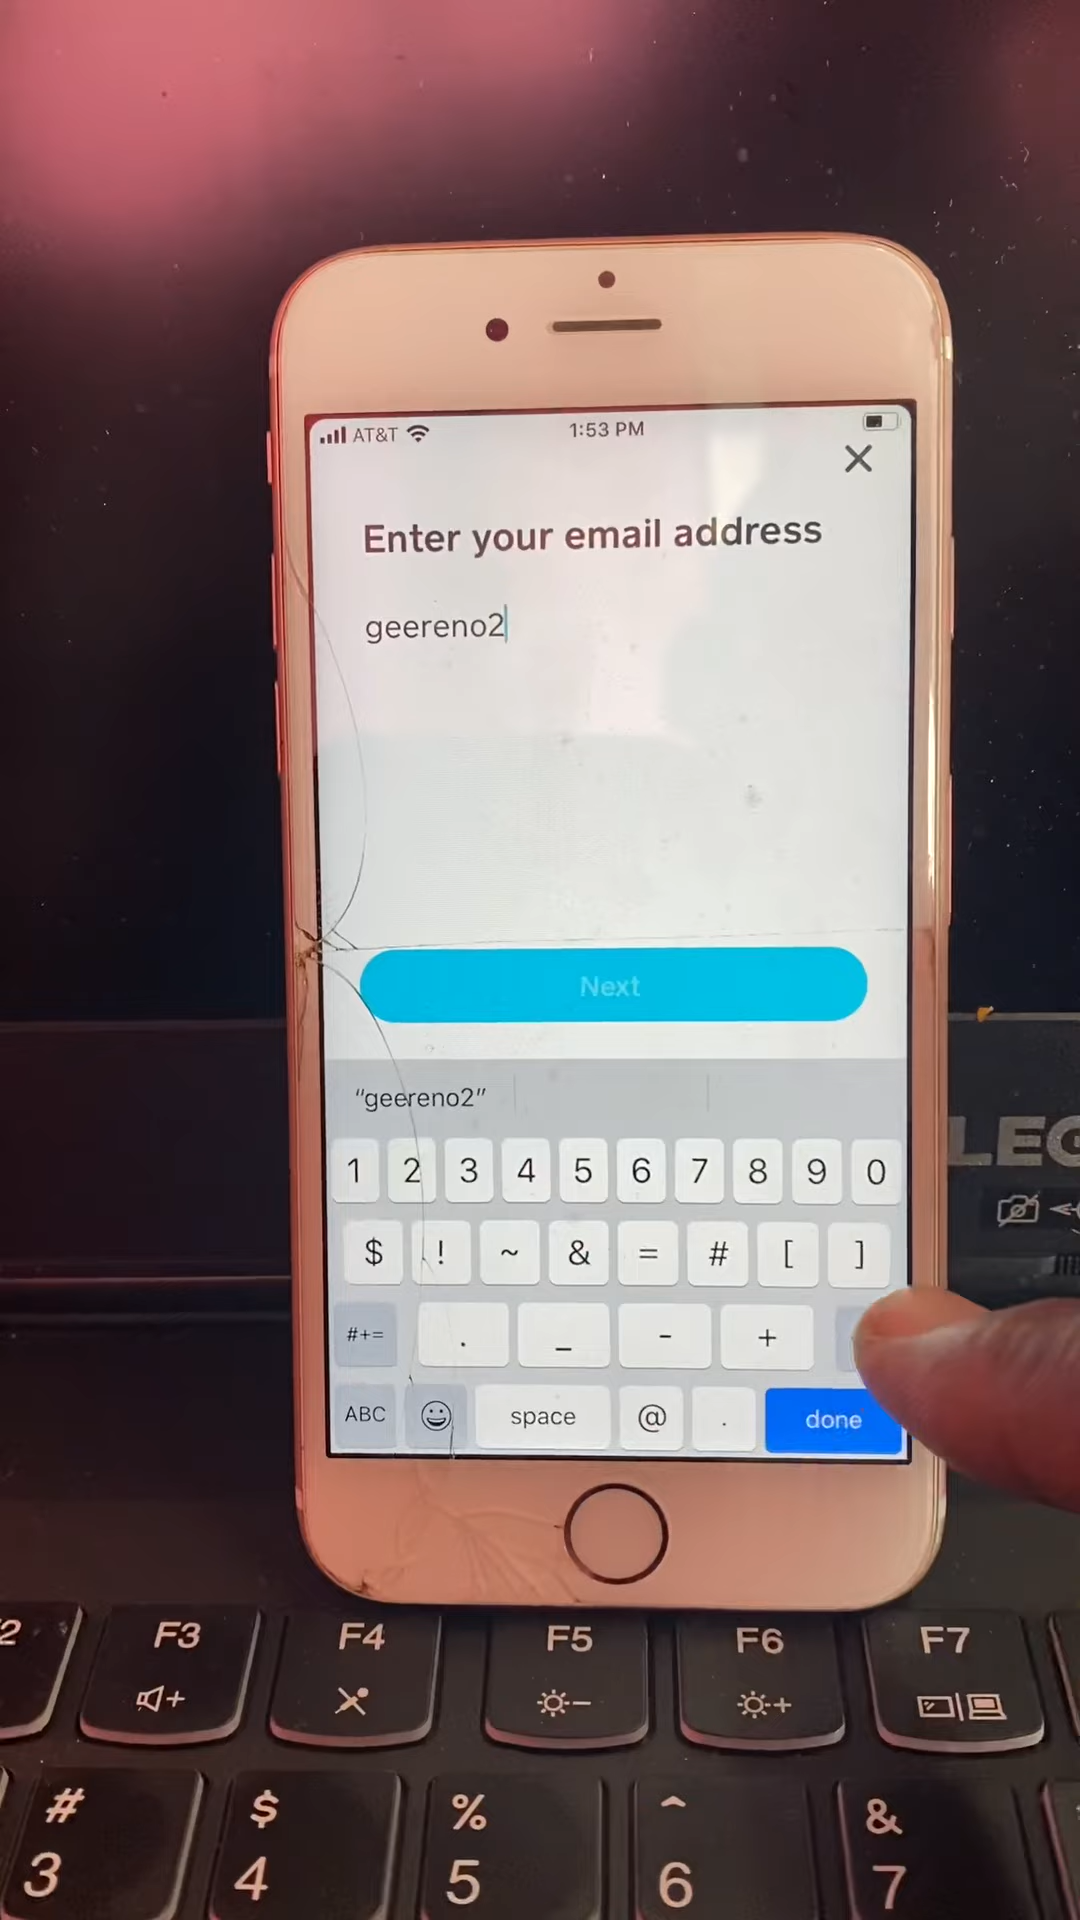 AT&T
1:53 PM
Enter your email address
geereno2
Next
"geereno2"
1 2 3 4 5 6 7 8 9 0
$ ! ~ & = # [ ]
#+= . _ - +
ABC space @ . done
F3 F4 F5 F6 F7
# $ % ^ &
3 4 5 6 7